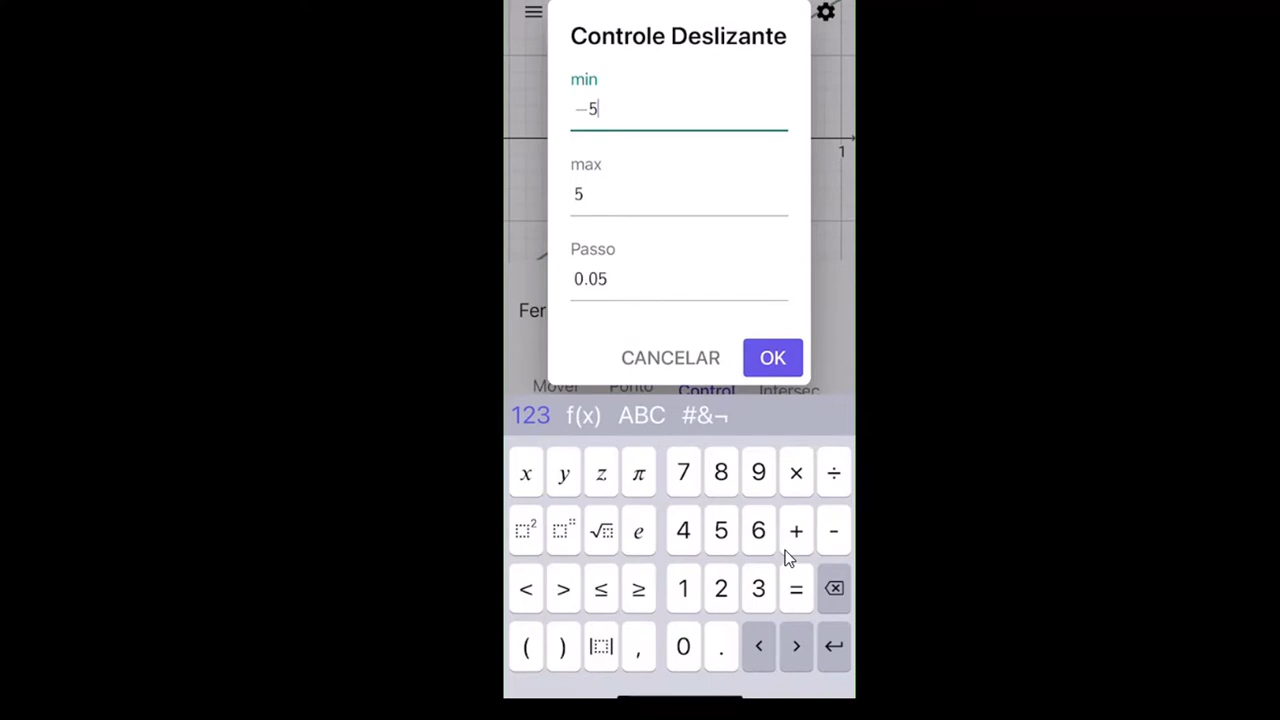 Controle Deslizante
min
−5
1
max
5
Passo
0.05
Fer
CANCELAR OK
Mover Ponto Control Intersec
123 f(x) ABC #&¬
x y z π 7 8 9 × ÷
□² □ √ e 4 5 6 + -
< > ≤ ≥ 1 2 3 =
( ) |□| , 0 . < >